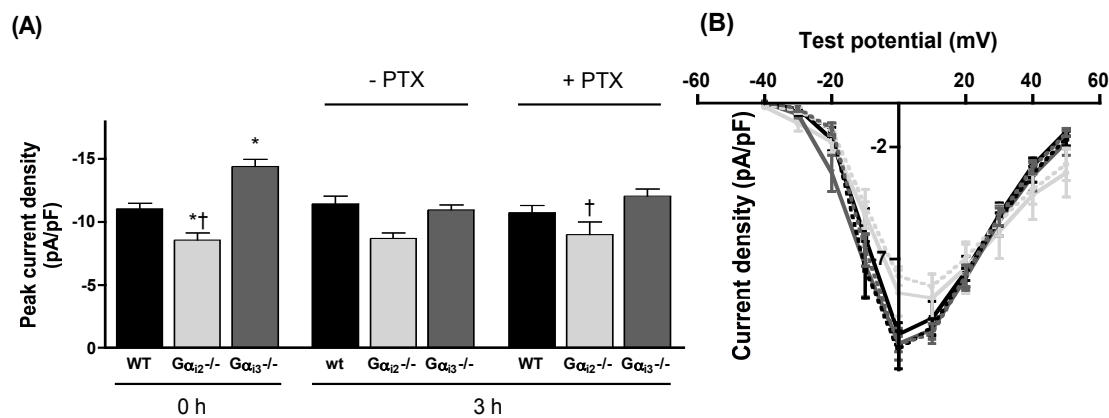 (A)
- PTX
+ PTX
Peak current density
(pA/pF)
-15
-10
-5
0
*†
*
†
WT
Gαi2-/-
Gαi3-/-
wt
Gαi2-/-
Gαi3-/-
WT
Gαi2-/-
Gαi3-/-
0 h
3 h
(B)
Test potential (mV)
-60
-40
-20
20
40
60
-2
-7
Current density (pA/pF)